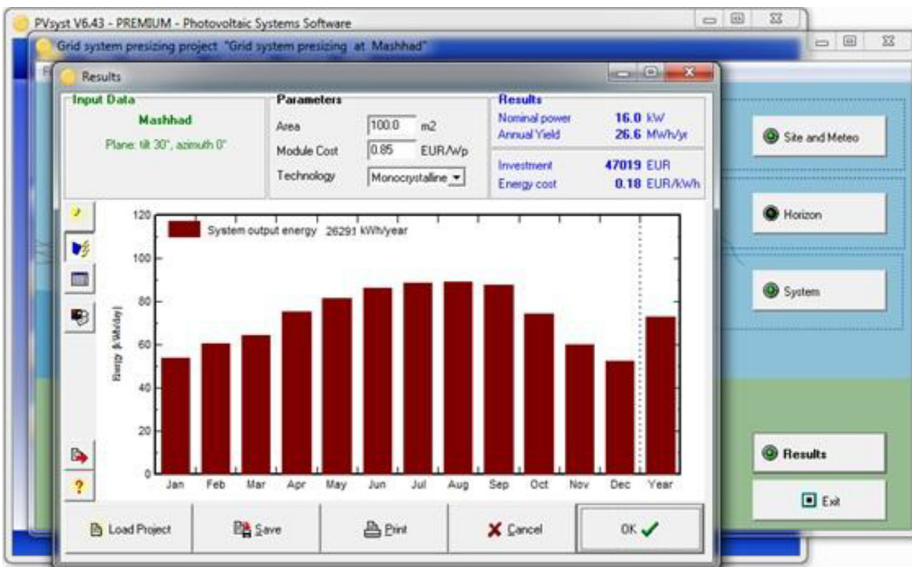 PVsyst V6.43 - PREMIUM - Photovoltaic Systems Software
Grid system presizing project "Grid system presizing at Mashhad"
Results
Input Data
Mashhad
Plane: tilt 30°, azimuth 0°
Parameters
Area 100.0 m2
Module Cost 0.85 EUR/Wp
Technology Monocrystalline
Results
Nominal power 16.0 kW
Annual Yield 26.6 MWh/yr
Investment 47019 EUR
Energy cost 0.18 EUR/kWh
System output energy 26291 kWh/year
Energy [kWh/day]
120
100
80
60
40
20
0
Jan Feb Mar Apr May Jun Jul Aug Sep Oct Nov Dec Year
Load Project Save Print Cancel OK
Site and Meteo
Horizon
System
Results
Exit